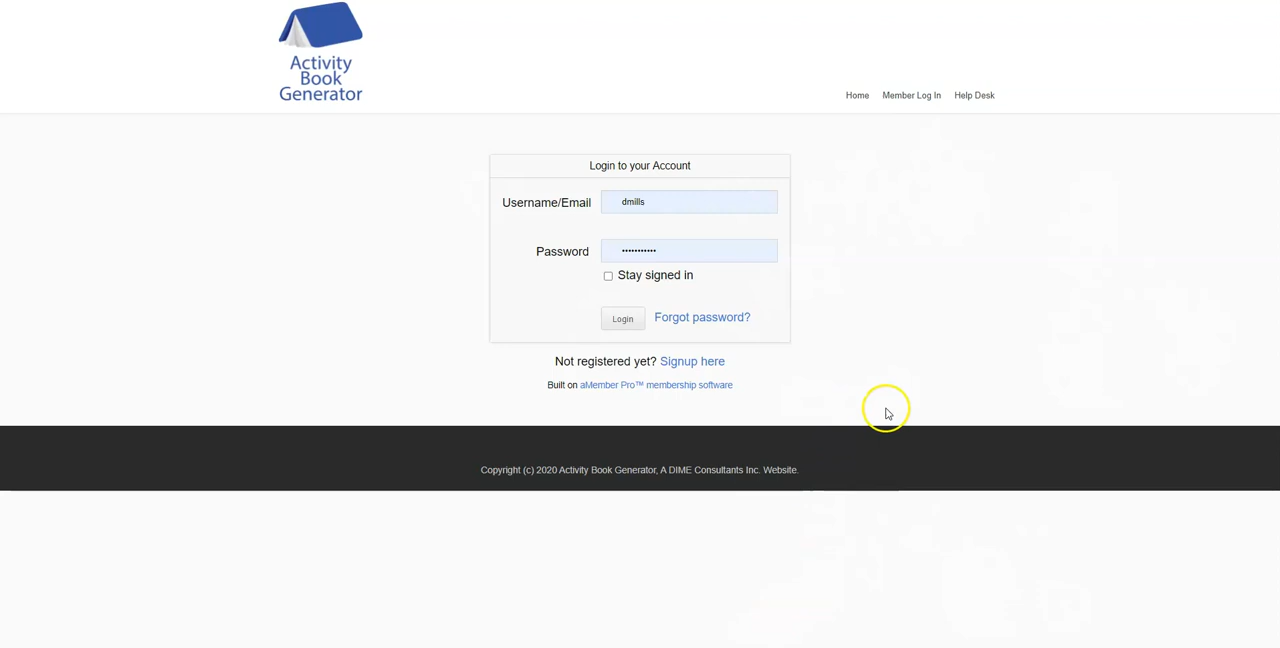 Activity
Book
Generator
Home Member Log In Help Desk
Login to your Account
Username/Email dmills
Password •••••••••••
Stay signed in
Login Forgot password?
Not registered yet? Signup here
Built on aMember Pro™ membership software
Copyright (c) 2020 Activity Book Generator, A DIME Consultants Inc. Website.